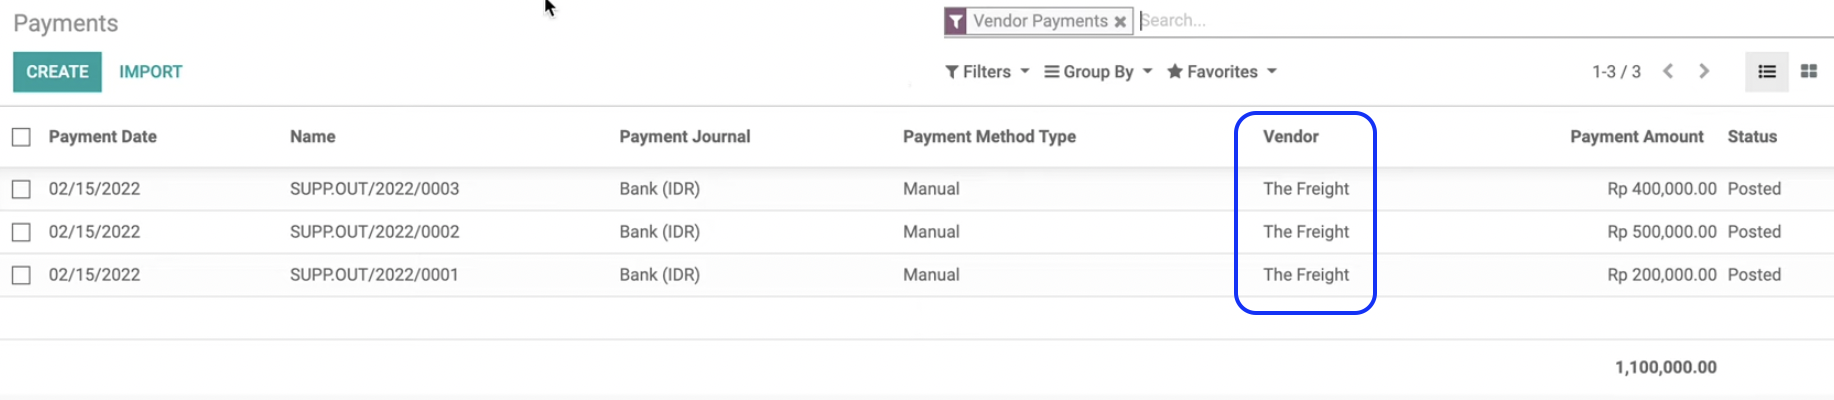 Payments
Vendor Payments Search...
CREATE IMPORT
Filters Group By Favorites 1-3 / 3
Payment Date Name Payment Journal Payment Method Type Vendor Payment Amount Status
02/15/2022 SUPP.OUT/2022/0003 Bank (IDR) Manual The Freight Rp 400,000.00 Posted
02/15/2022 SUPP.OUT/2022/0002 Bank (IDR) Manual The Freight Rp 500,000.00 Posted
02/15/2022 SUPP.OUT/2022/0001 Bank (IDR) Manual The Freight Rp 200,000.00 Posted
1,100,000.00